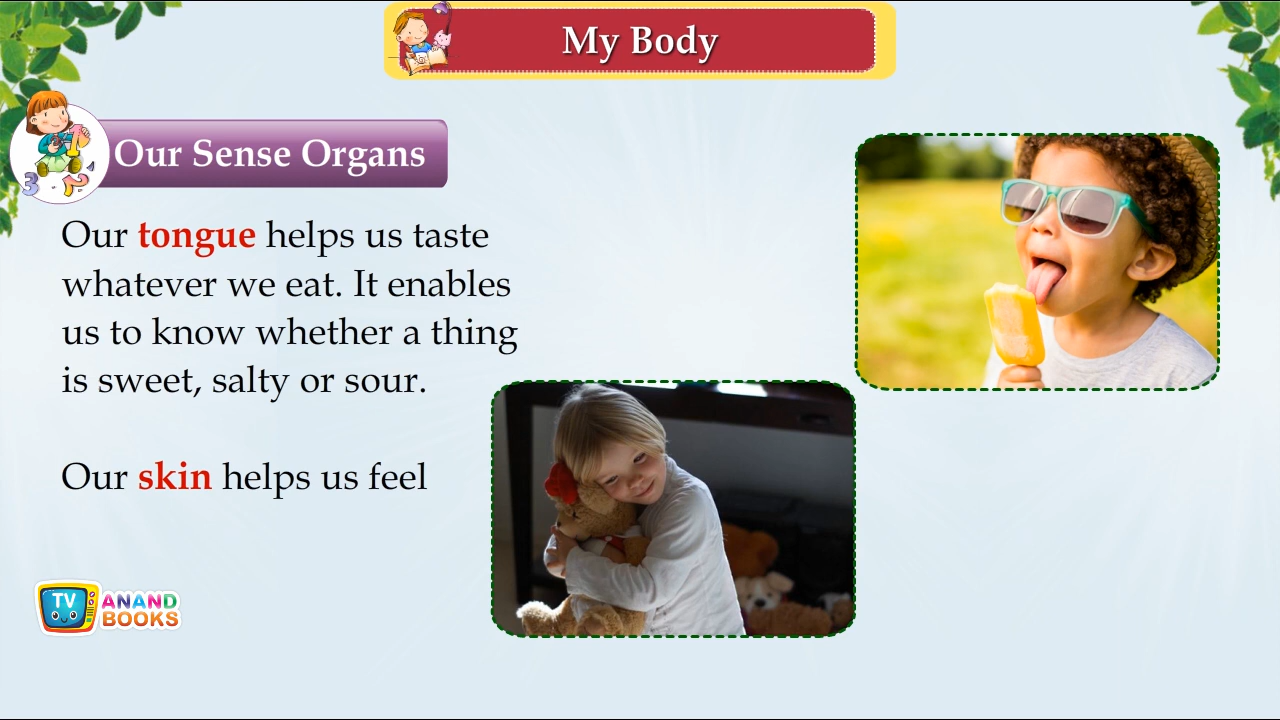 My Body
Our Sense Organs
Our tongue helps us taste
whatever we eat. It enables
us to know whether a thing
is sweet, salty or sour.
Our skin helps us feel
TV ANAND
BOOKS